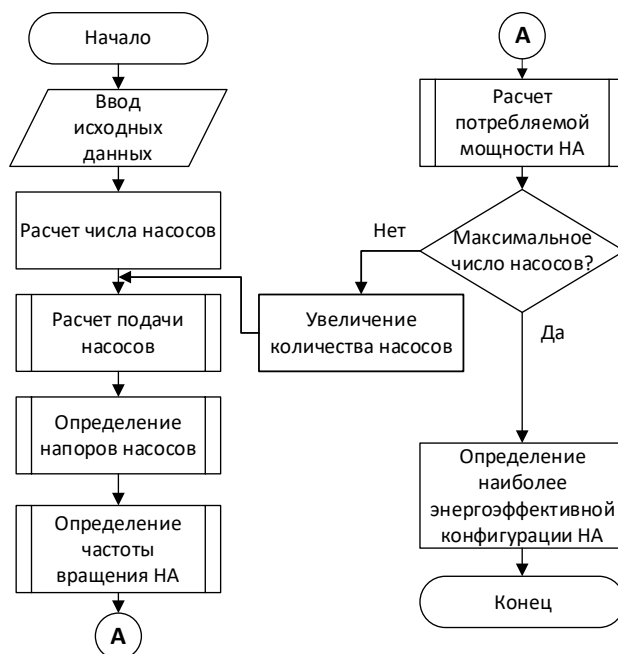 Начало
Ввод
исходных
данных
Расчет числа насосов
Расчет подачи
насосов
Определение
напоров насосов
Определение
частоты
вращения НА
А
А
Расчет
потребляемой
мощности НА
Максимальное
число насосов?
Нет
Увеличение
количества насосов
Да
Определение
наиболее
энергоэффективной
конфигурации НА
Конец